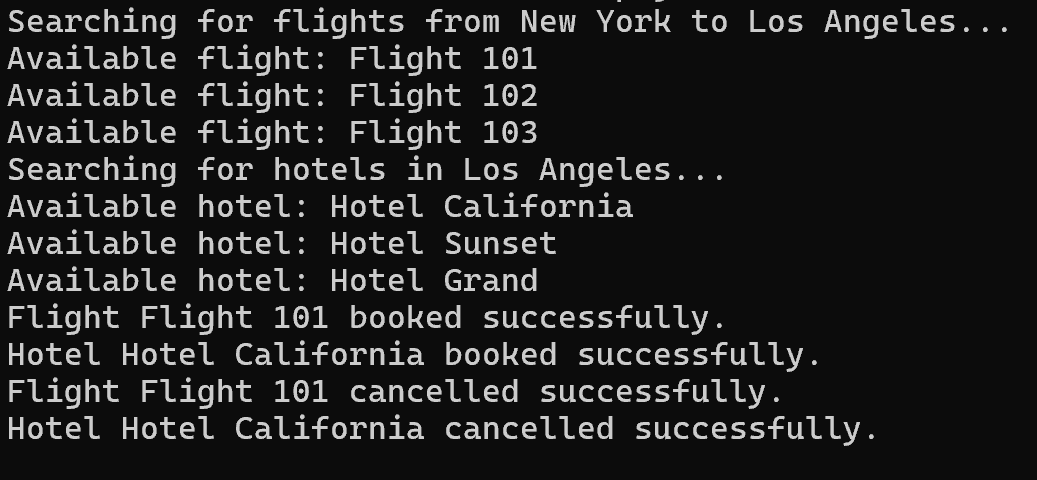 Searching for flights from New York to Los Angeles...
Available flight: Flight 101
Available flight: Flight 102
Available flight: Flight 103
Searching for hotels in Los Angeles...
Available hotel: Hotel California
Available hotel: Hotel Sunset
Available hotel: Hotel Grand
Flight Flight 101 booked successfully.
Hotel Hotel California booked successfully.
Flight Flight 101 cancelled successfully.
Hotel Hotel California cancelled successfully.